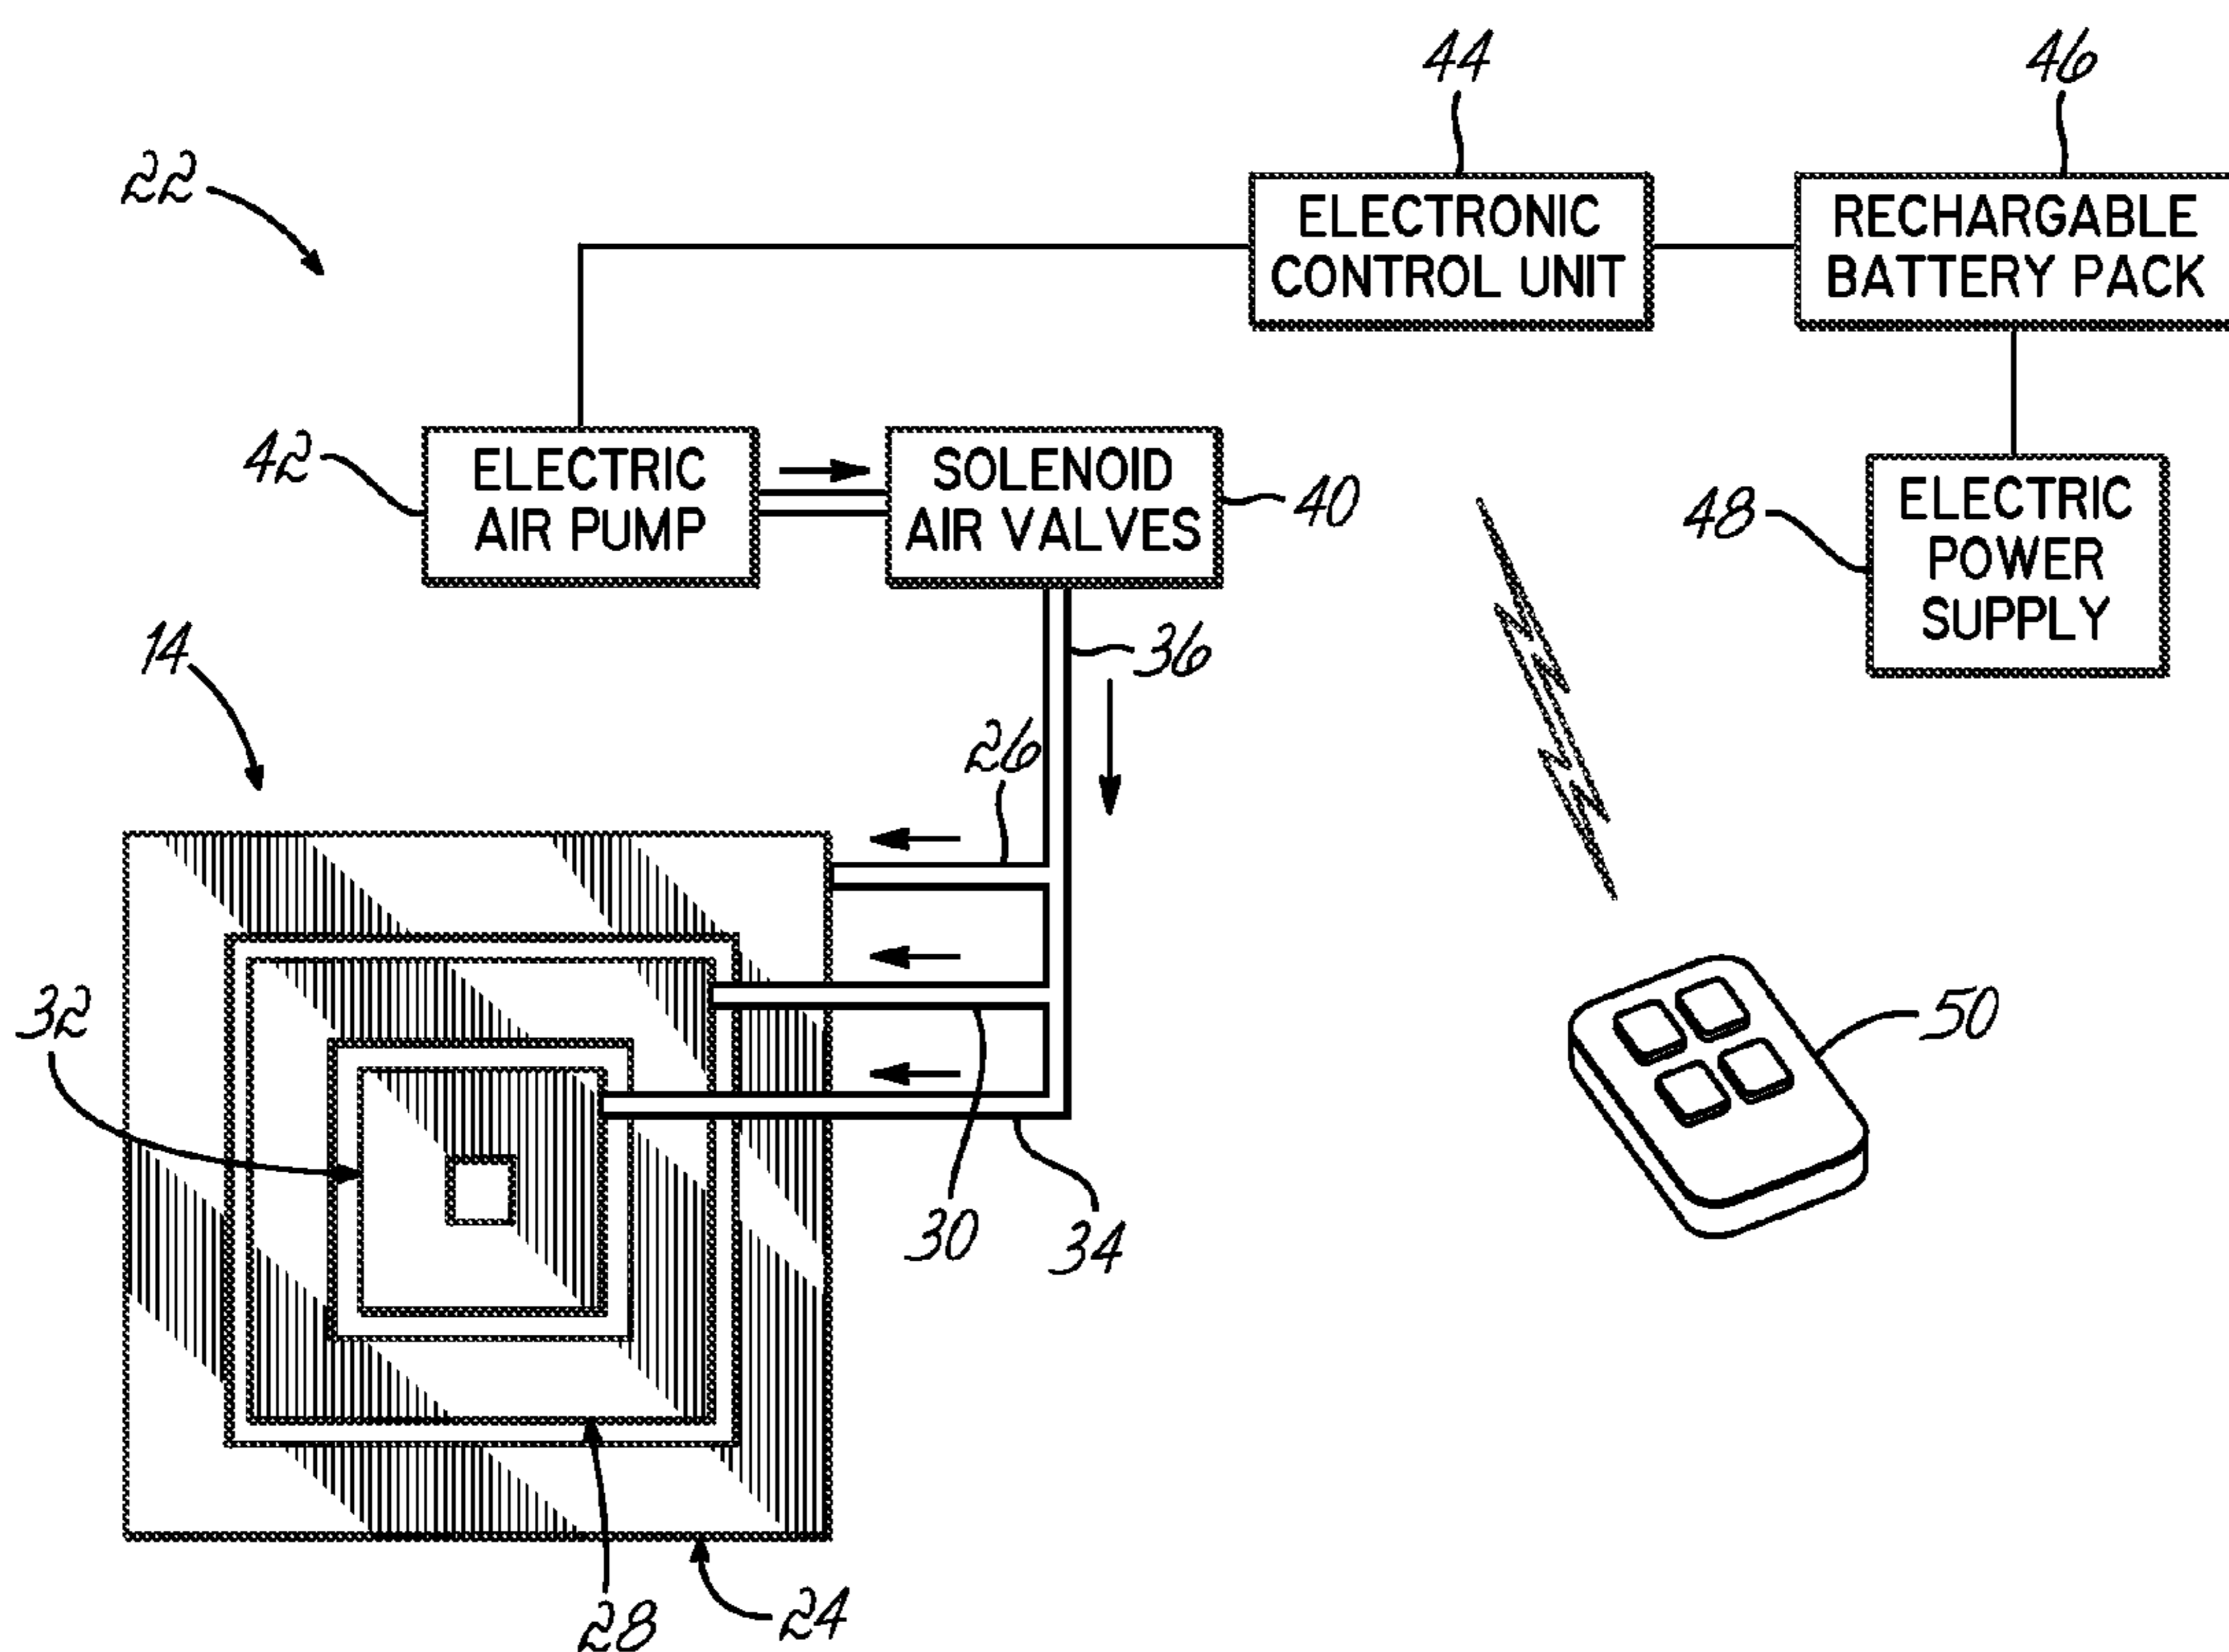 44
46
22
ELECTRONIC
CONTROL UNIT
RECHARGABLE
BATTERY PACK
42
ELECTRIC
AIR PUMP
SOLENOID
AIR VALVES
40
48
ELECTRIC
POWER
SUPPLY
14
36
26
32
50
30
34
28
24